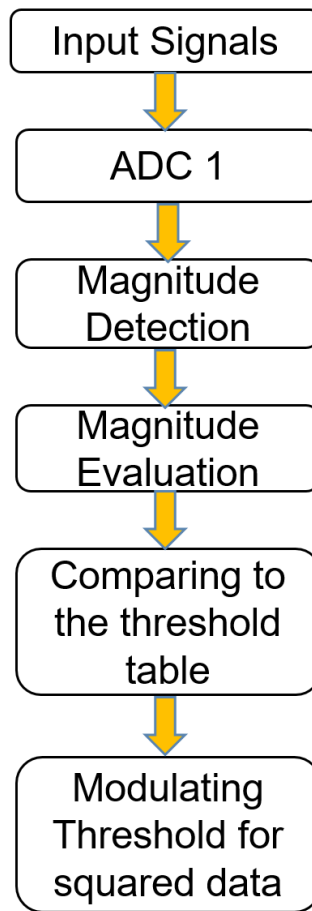 Input Signals
ADC 1
Magnitude
Detection
Magnitude
Evaluation
Comparing to
the threshold
table
Modulating
Threshold for
squared data